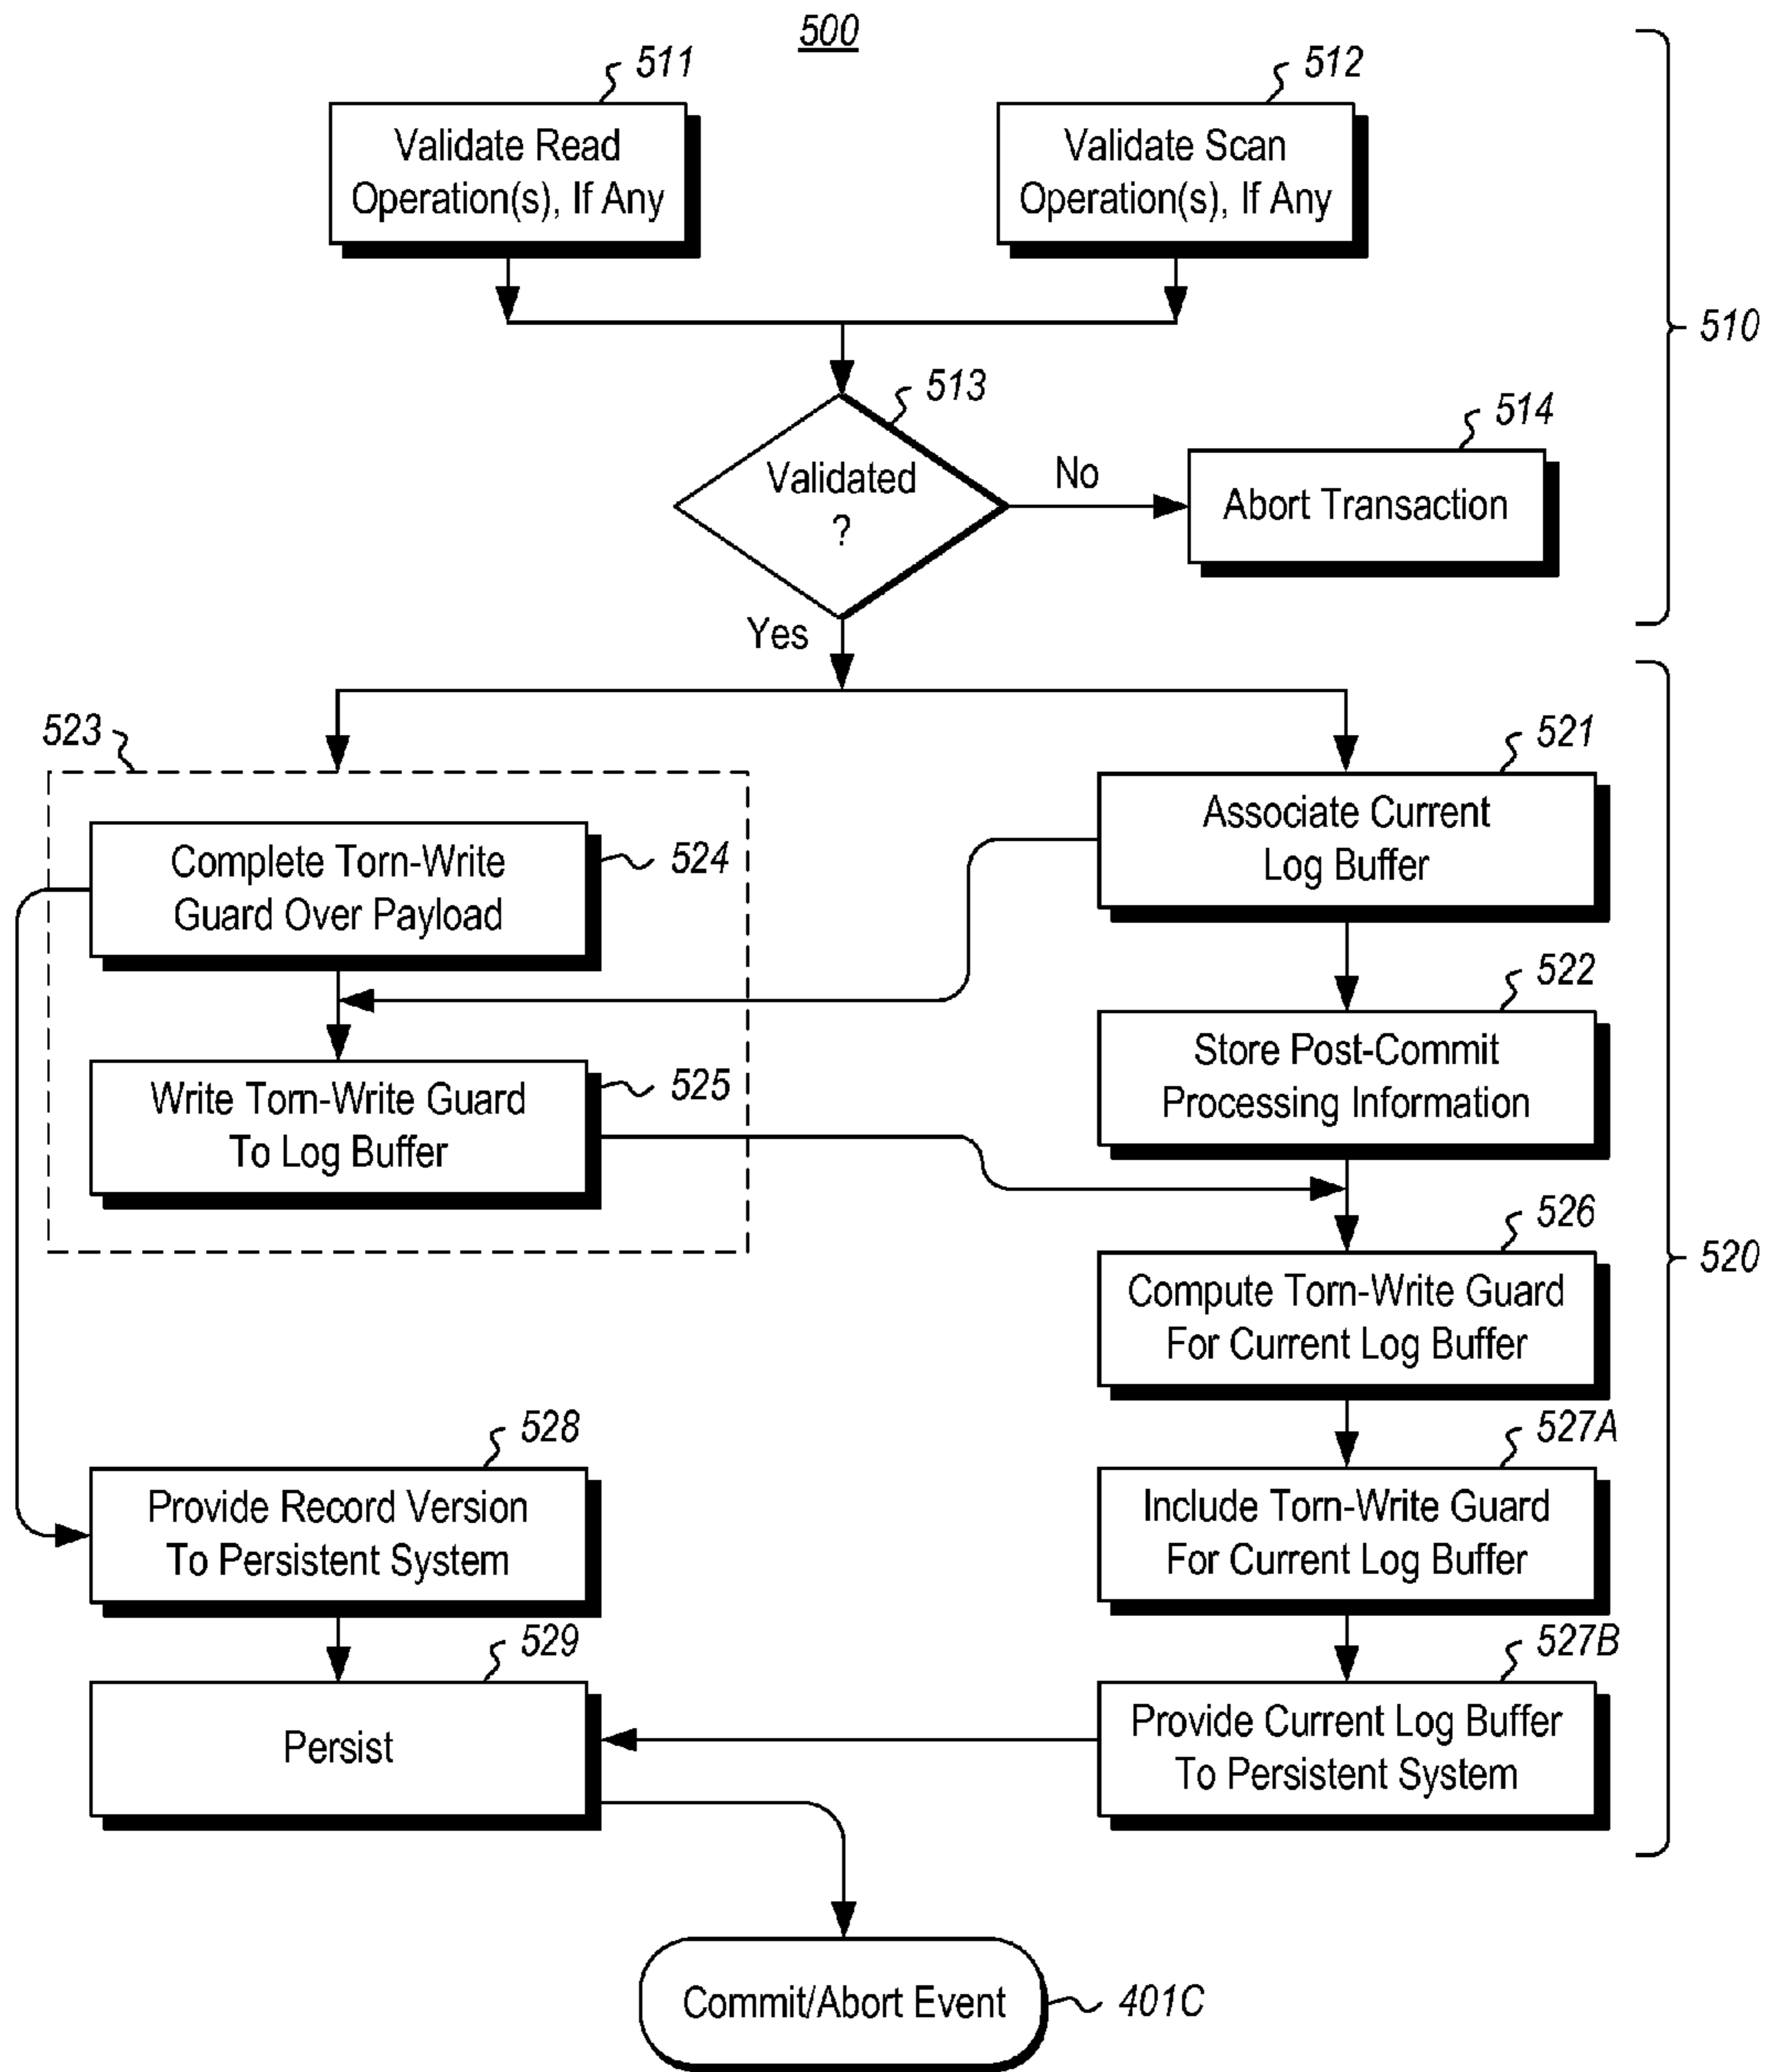 500
511
512
Validate Read
Operation(s), If Any
Validate Scan
Operation(s), If Any
510
513
Validated
?
No
514
Abort Transaction
Yes
523
521
Associate Current
Log Buffer
Complete Torn-Write
Guard Over Payload
524
522
Store Post-Commit
Processing Information
Write Torn-Write Guard
To Log Buffer
525
526
Compute Torn-Write Guard
For Current Log Buffer
520
528
Provide Record Version
To Persistent System
527A
Include Torn-Write Guard
For Current Log Buffer
529
Persist
527B
Provide Current Log Buffer
To Persistent System
Commit/Abort Event
401C